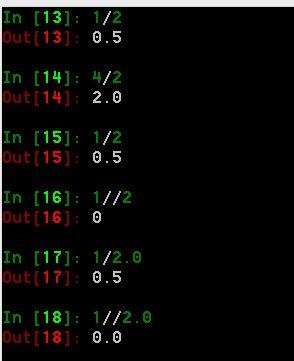 In [13]: 1/2
Out[13]: 0.5
In [14]: 4/2
Out[14]: 2.0
In [15]: 1/2
Out[15]: 0.5
In [16]: 1//2
Out[16]: 0
In [17]: 1/2.0
Out[17]: 0.5
In [18]: 1//2.0
Out[18]: 0.0